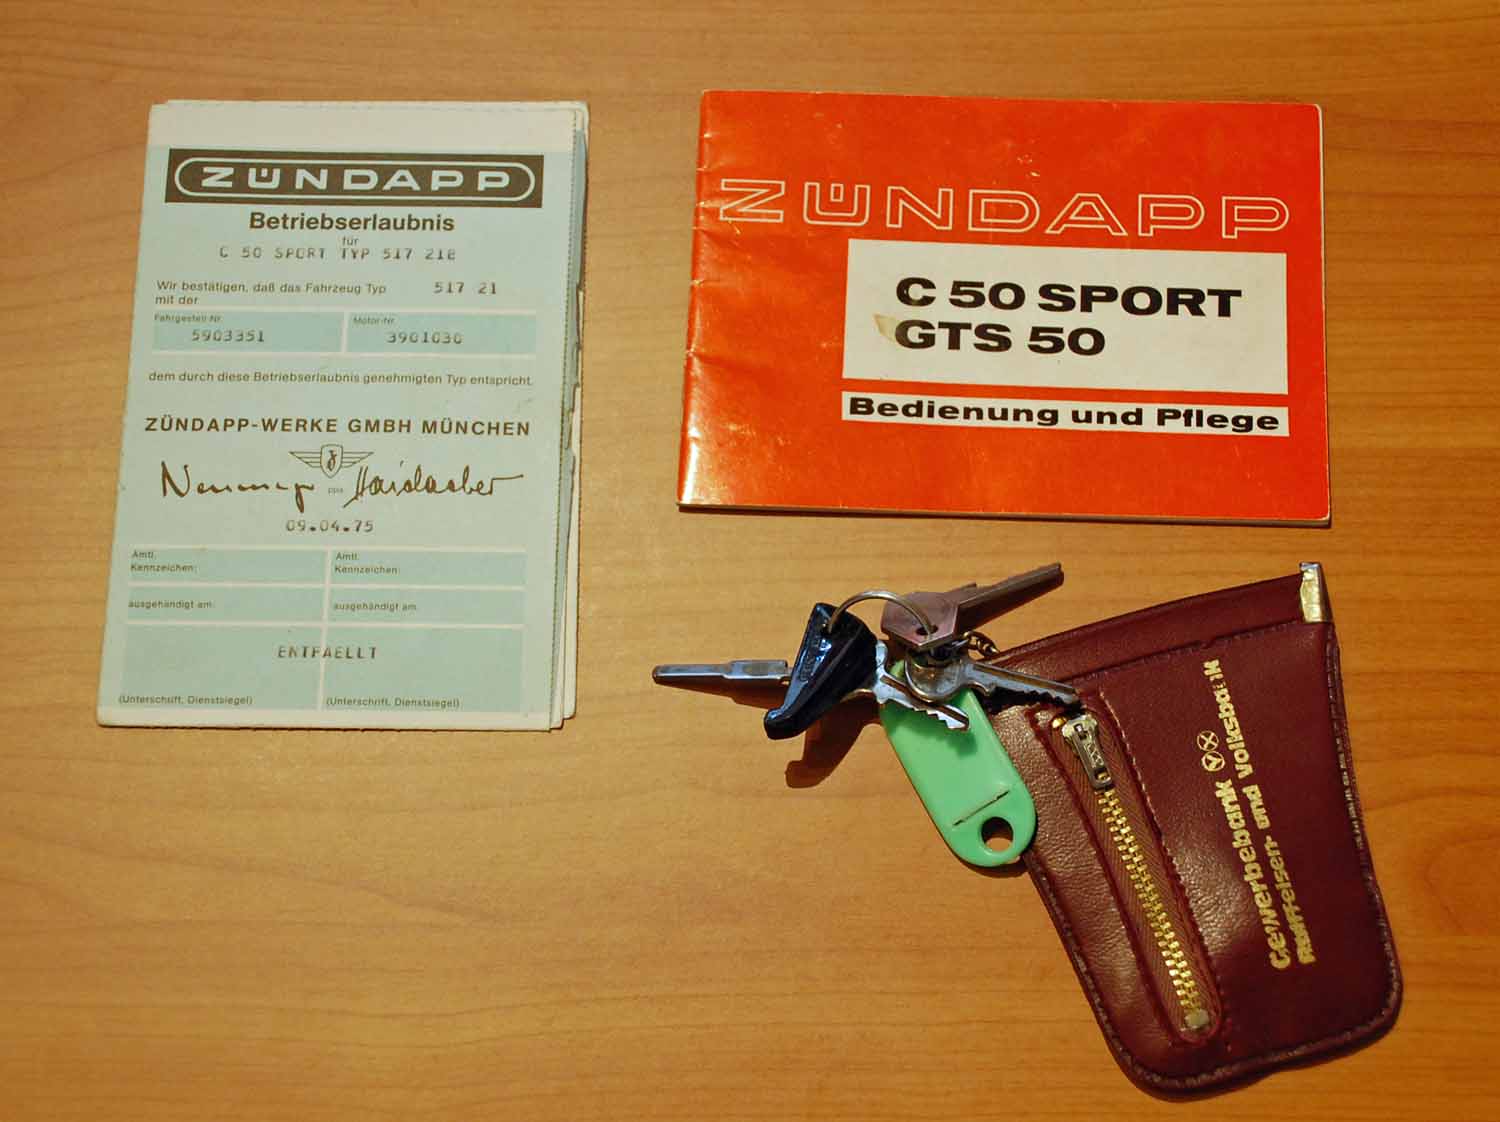 ZÜNDAPP
Betriebserlaubnis
für
C 50 SPORT TYP 517 21B
Wir bestätigen, daß das Fahrzeug Typ 517 21
mit der
Fahrgestell-Nr. Motor-Nr.
5903351 3901030
dem durch diese Betriebserlaubnis genehmigten Typ entspricht.
ZÜNDAPP-WERKE GMBH MÜNCHEN
ppa
09.04.75
Amtl. Amtl.
Kennzeichen: Kennzeichen:
ausgehändigt am: ausgehändigt am:
ENTFAELLT
(Unterschrift, Dienstsiegel) (Unterschrift, Dienstsiegel)
ZÜNDAPP
C 50 SPORT
GTS 50
Bedienung und Pflege
Gewerbebank
Raiffeisen- und Volksbank